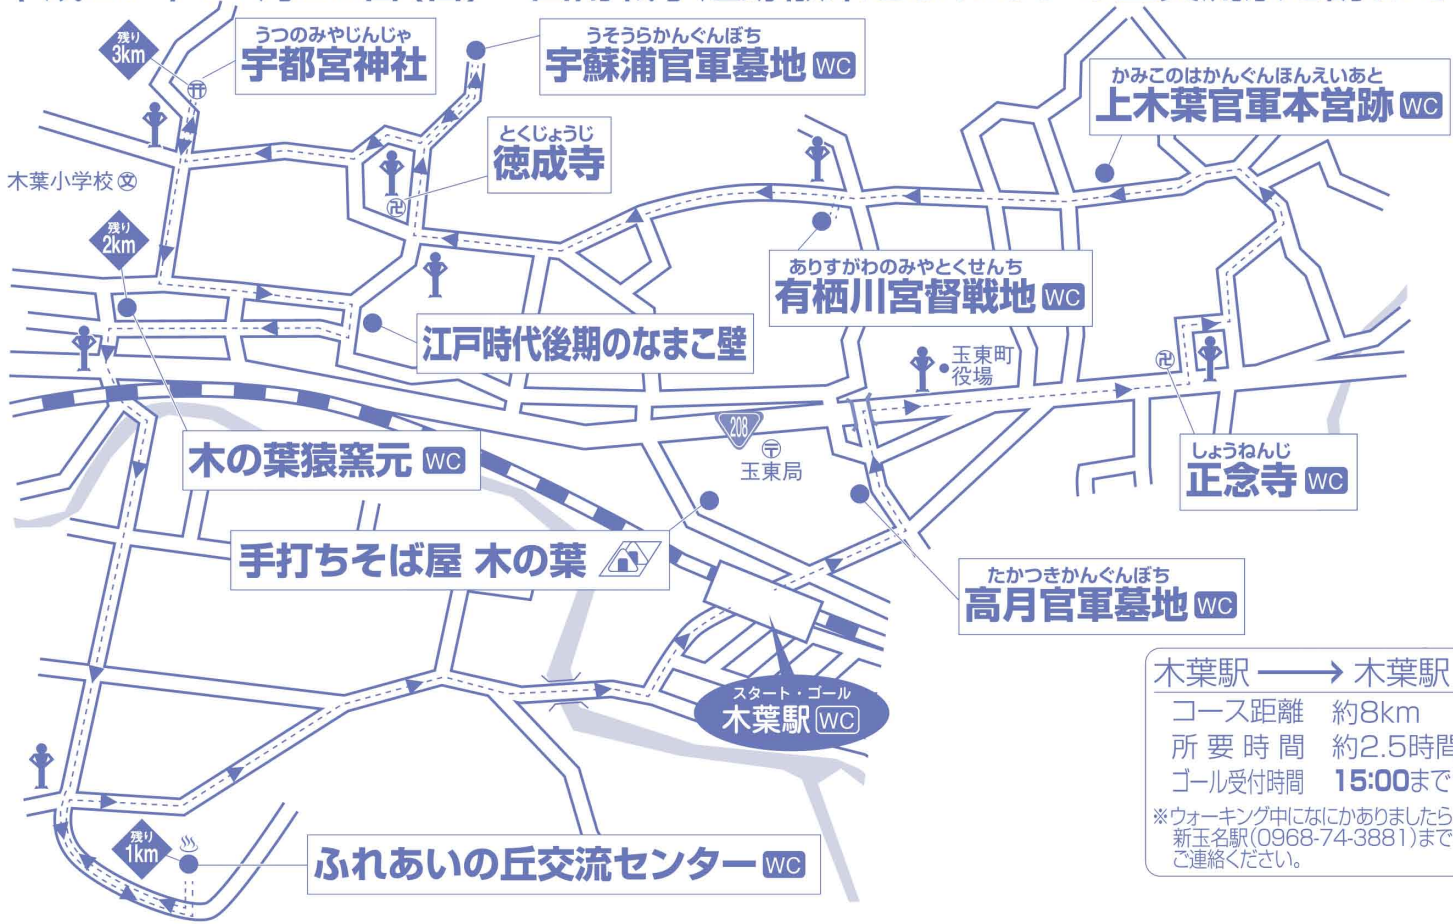 残り
3km
うつのみやじんじゃ
宇都宮神社
うそうらかんぐんぼち
宇蘇浦官軍墓地 WC
かみこのはかんぐんほんえいあと
上木葉官軍本営跡 WC
とくじょうじ
徳成寺
木葉小学校 文
残り
2km
ありすがわのみやとくせんち
有栖川宮督戦地 WC
江戸時代後期のなまこ壁
玉東町
役場
208
〒
玉東局
木の葉猿窯元 WC
しょうねんじ
正念寺 WC
手打ちそば屋 木の葉
たかつきかんぐんぼち
高月官軍墓地 WC
スタート・ゴール
木葉駅 WC
木葉駅 → 木葉駅
コース距離 約8km
所要時間 約2.5時間
ゴール受付時間 15:00まで
※ウォーキング中になにかありましたら
新玉名駅(0968-74-3881)まで
ご連絡ください。
残り
1km
ふれあいの丘交流センター WC